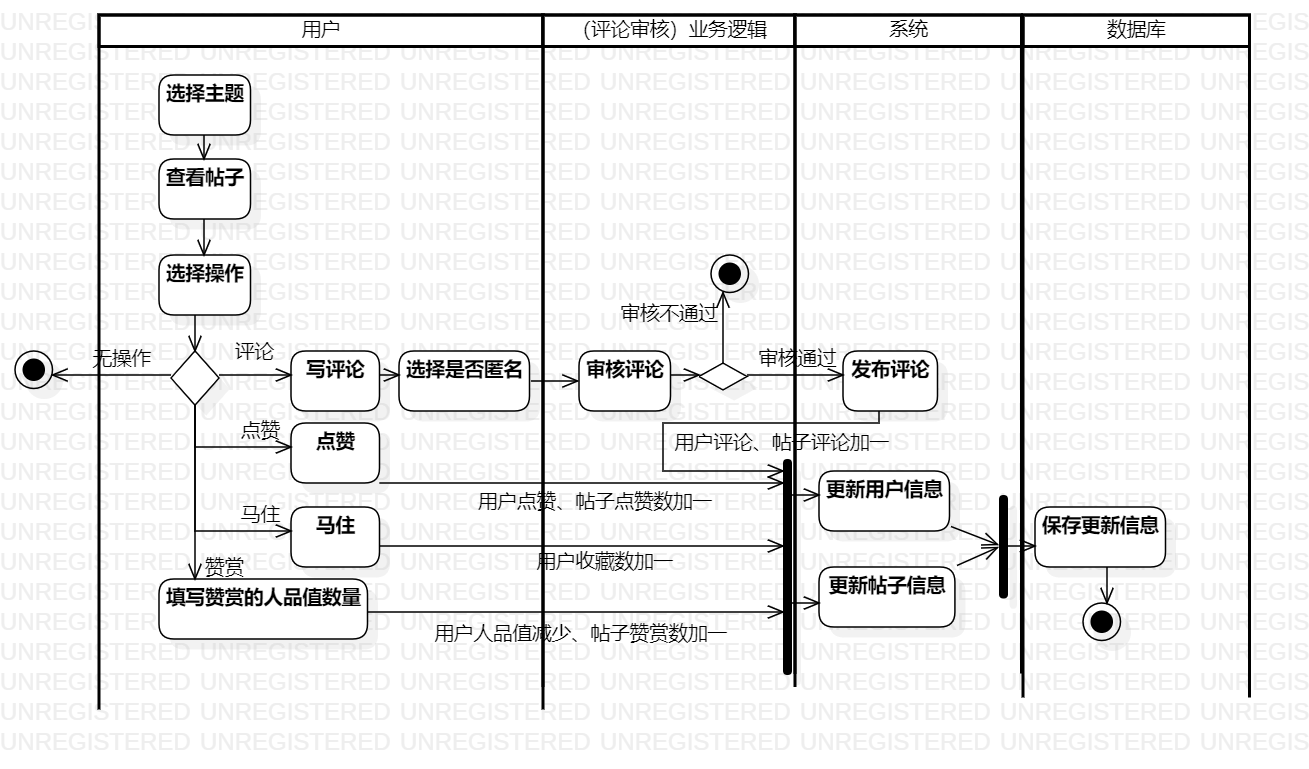 用户
（评论审核）业务逻辑
系统
数据库
选择主题
查看帖子
选择操作
无操作
评论
写评论
选择是否匿名
审核评论
审核不通过
审核通过
发布评论
点赞
点赞
用户评论、帖子评论加一
用户点赞、帖子点赞数加一
更新用户信息
马住
马住
保存更新信息
用户收藏数加一
赞赏
填写赞赏的人品值数量
更新帖子信息
用户人品值减少、帖子赞赏数加一
UNREGISTERED